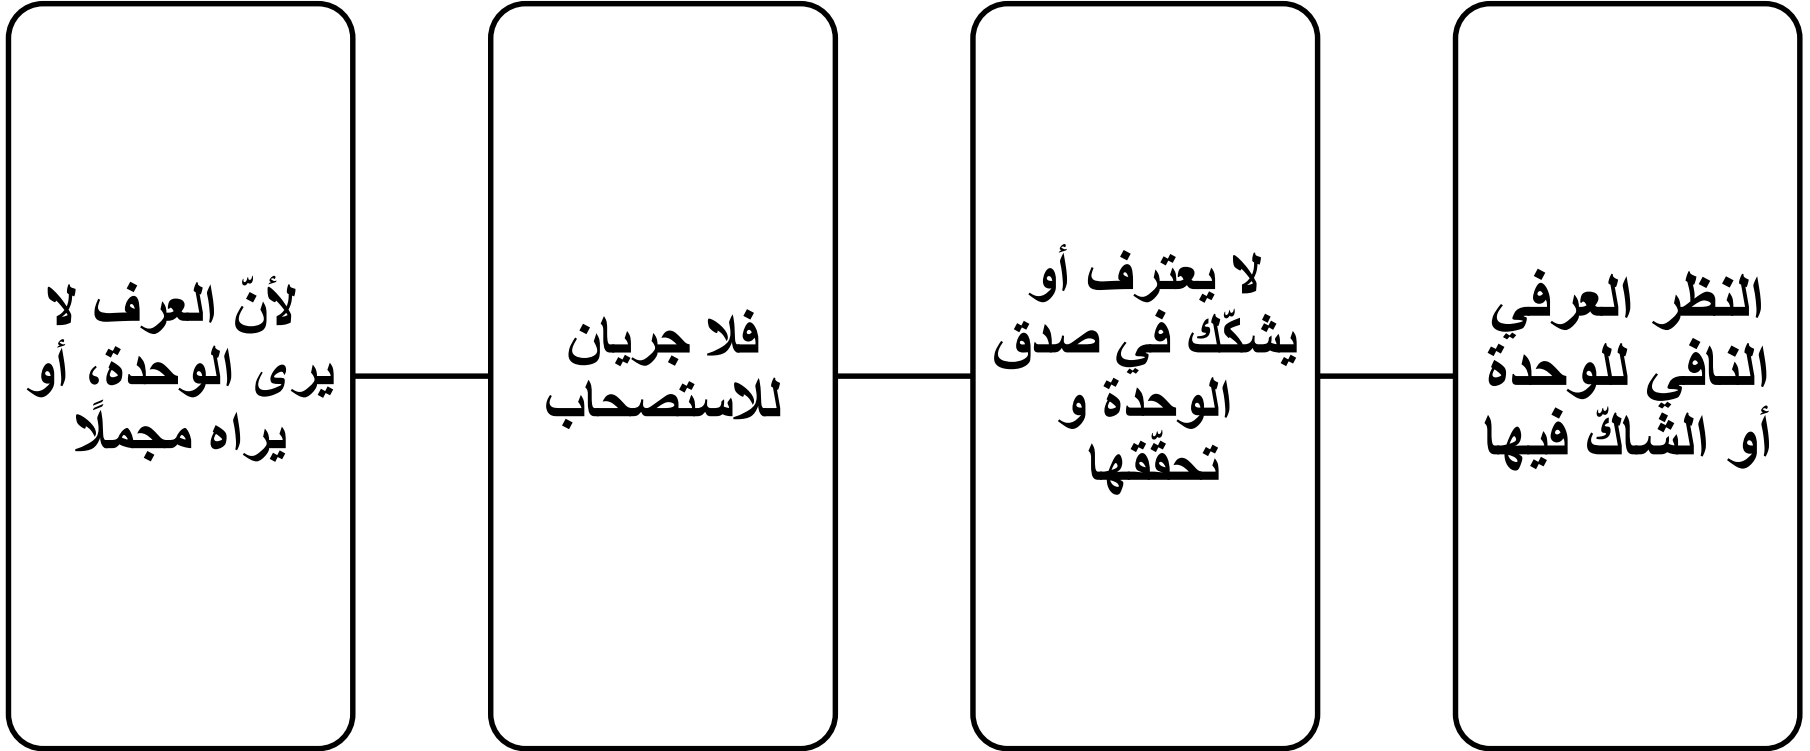 النظر العرفي
النافي للوحدة
أو الشاكّ فيها
لا يعترف أو
يشكّك في صدق
الوحدة و
تحقّقها
فلا جريان
للاستصحاب
لأنّ العرف لا
يرى الوحدة، أو
يراه مجملًا